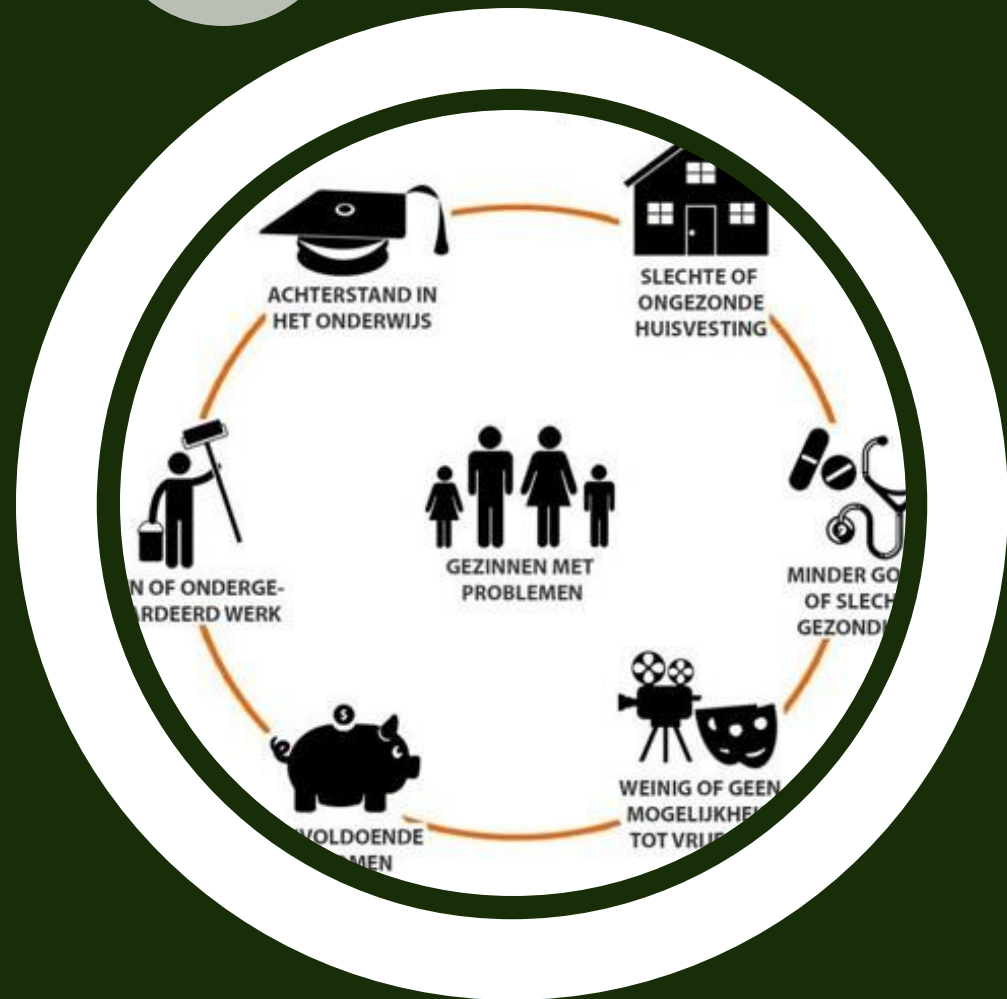 ACHTERSTAND IN
HET ONDERWIJS
SLECHTE OF
ONGEZONDE
HUISVESTING
GEZINNEN MET
PROBLEMEN
N OF ONDERGE-
ARDEERD WERK
MINDER GO
OF SLECH
GEZOND
WEINIG OF GEEN
MOGELIJKHE
TOT VRIJE
VOLDOENDE
MEN